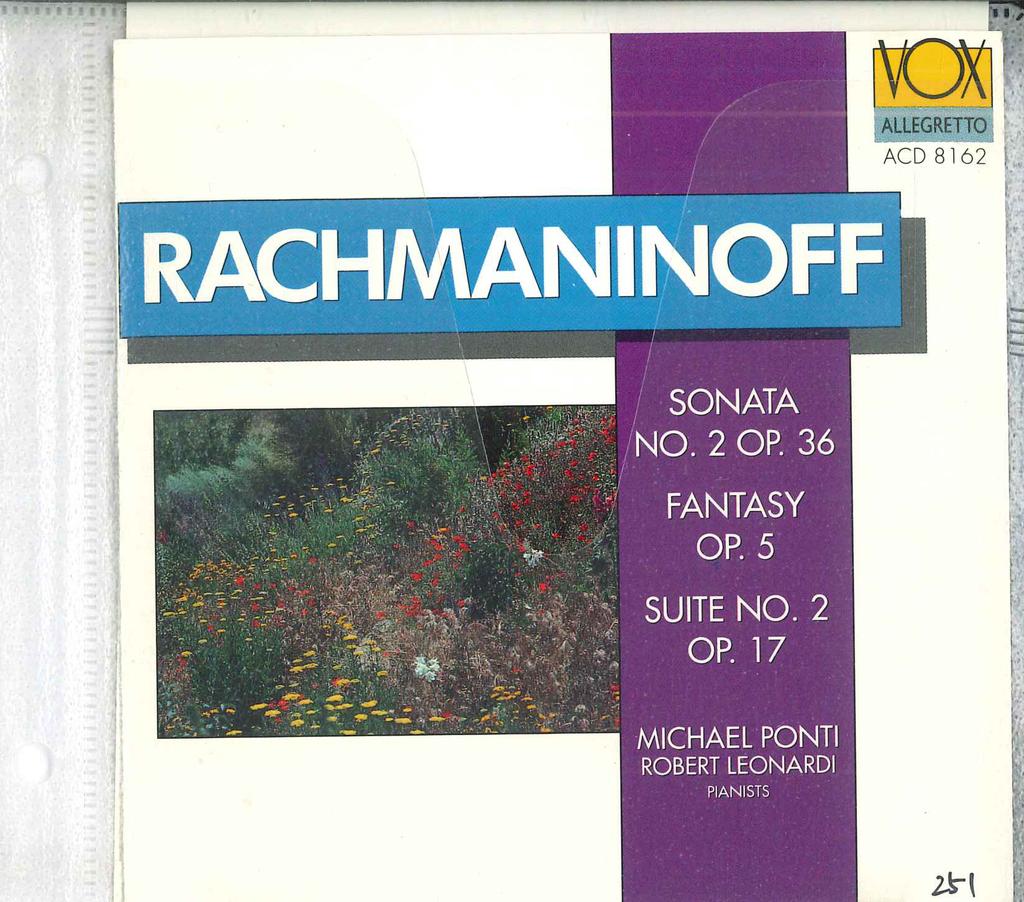 VOX
ALLEGRETTO
ACD 8162
RACHMANINOFF
SONATA
NO. 2 OP. 36
FANTASY
OP. 5
SUITE NO. 2
OP. 17
MICHAEL PONTI
ROBERT LEONARDI
PIANISTS
251